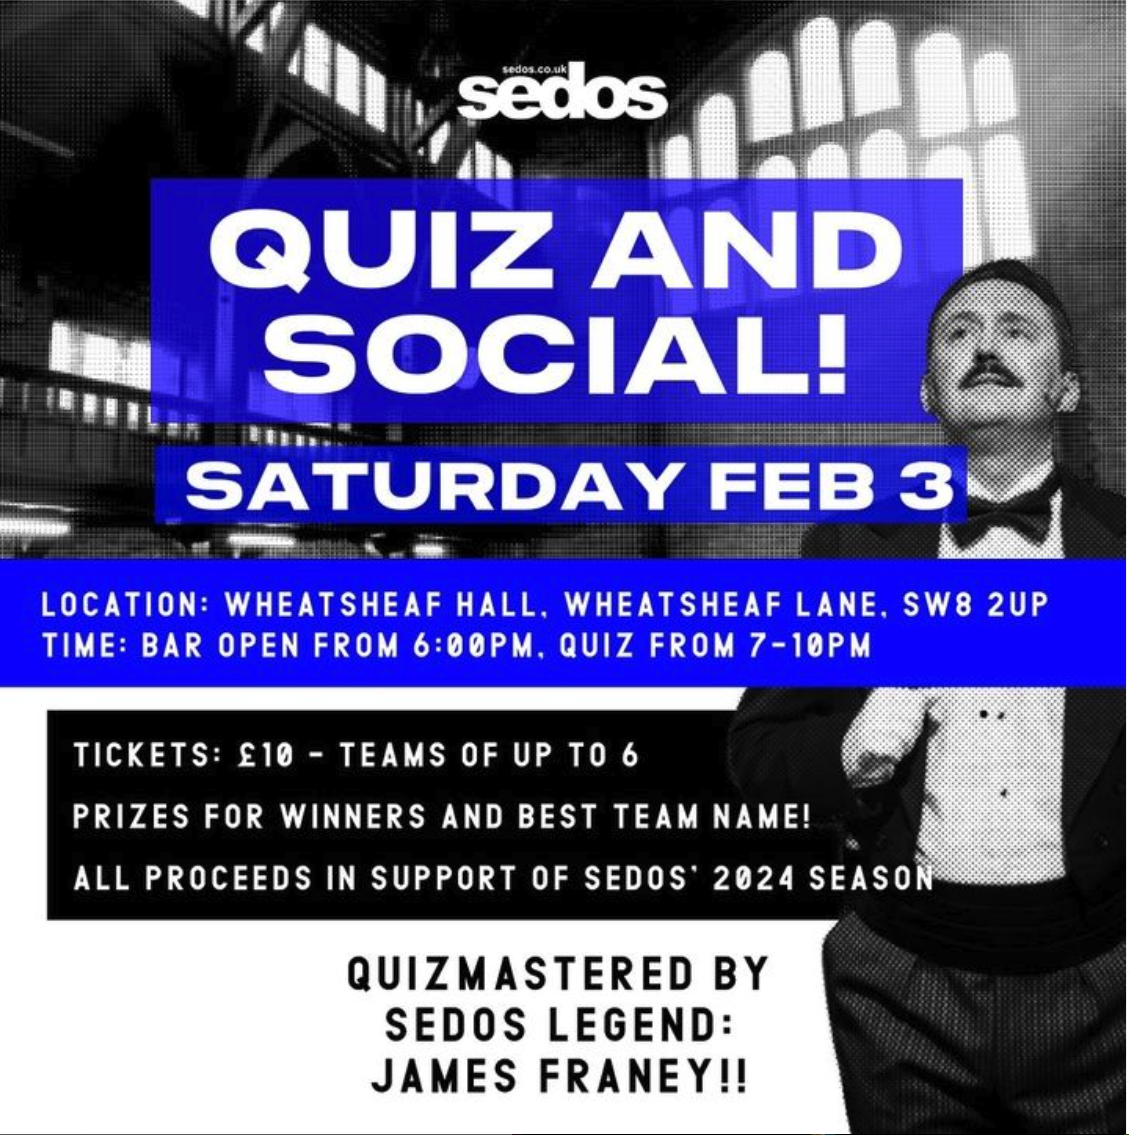 sedos.co.uk
sedos
QUIZ AND
SOCIAL!
SATURDAY FEB 3
LOCATION: WHEATSHEAF HALL, WHEATSHEAF LANE, SW8 2UP
TIME: BAR OPEN FROM 6:00PM, QUIZ FROM 7-10PM
TICKETS: £10 - TEAMS OF UP TO 6
PRIZES FOR WINNERS AND BEST TEAM NAME!
ALL PROCEEDS IN SUPPORT OF SEDOS' 2024 SEASON
QUIZMASTERED BY
SEDOS LEGEND:
JAMES FRANEY!!